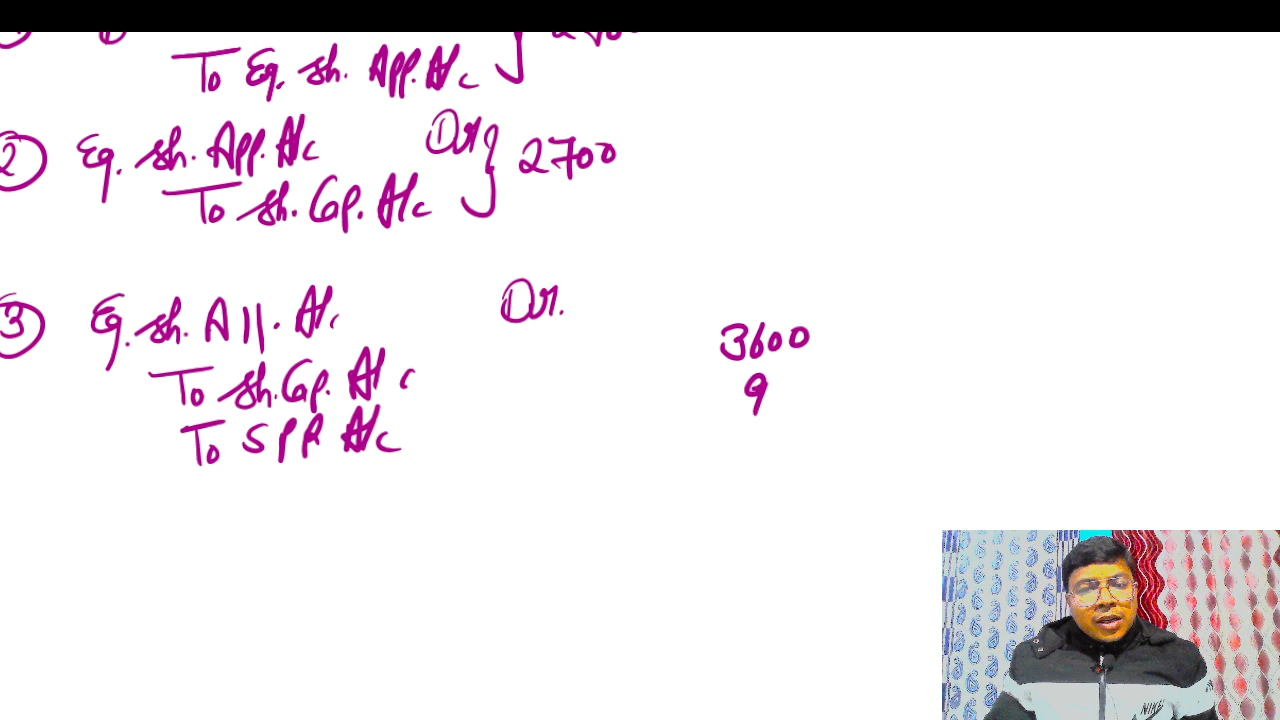 To Eq. Sh. App. A/c
② Eq. Sh. App. A/c Dr } 2700
To Sh. Cap. A/c
③ Eq. Sh. All. A/c Dr.
3600
To Sh. Cap. A/c
9
To SPR A/c
NIKE